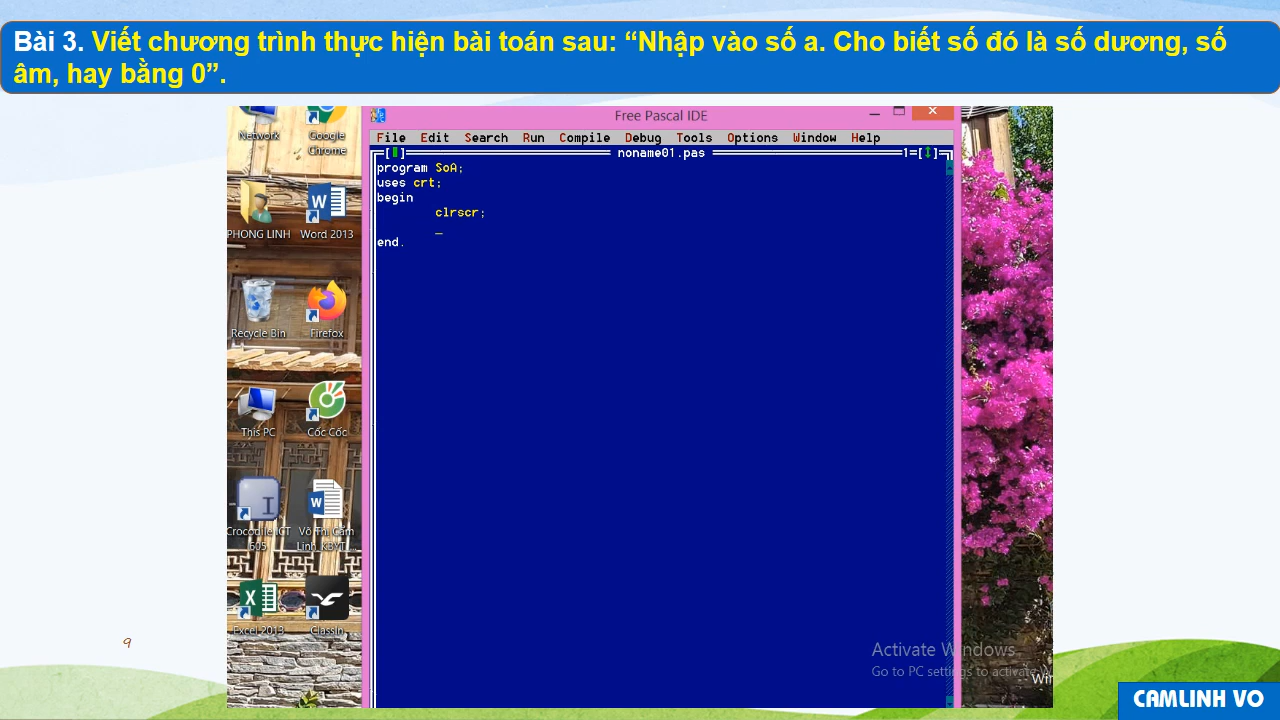 Bài 3. Viết chương trình thực hiện bài toán sau: “Nhập vào số a. Cho biết số đó là số dương, số
âm, hay bằng 0”.
Free Pascal IDE
File Edit Search Run Compile Debug Tools Options Window Help
noname01.pas 1
program SoA;
uses crt;
begin
clrscr;
_
end.
Network
Google
Chrome
PHONG LINH
Word 2013
Recycle Bin
Firefox
This PC
Cốc Cốc
Crocodile ICT
605
Võ Thị Cẩm
Linh_KBYT_...
Excel 2013
ClassIn
Activate Windows
Go to PC settings to activate W
Win
9
CAMLINH VO